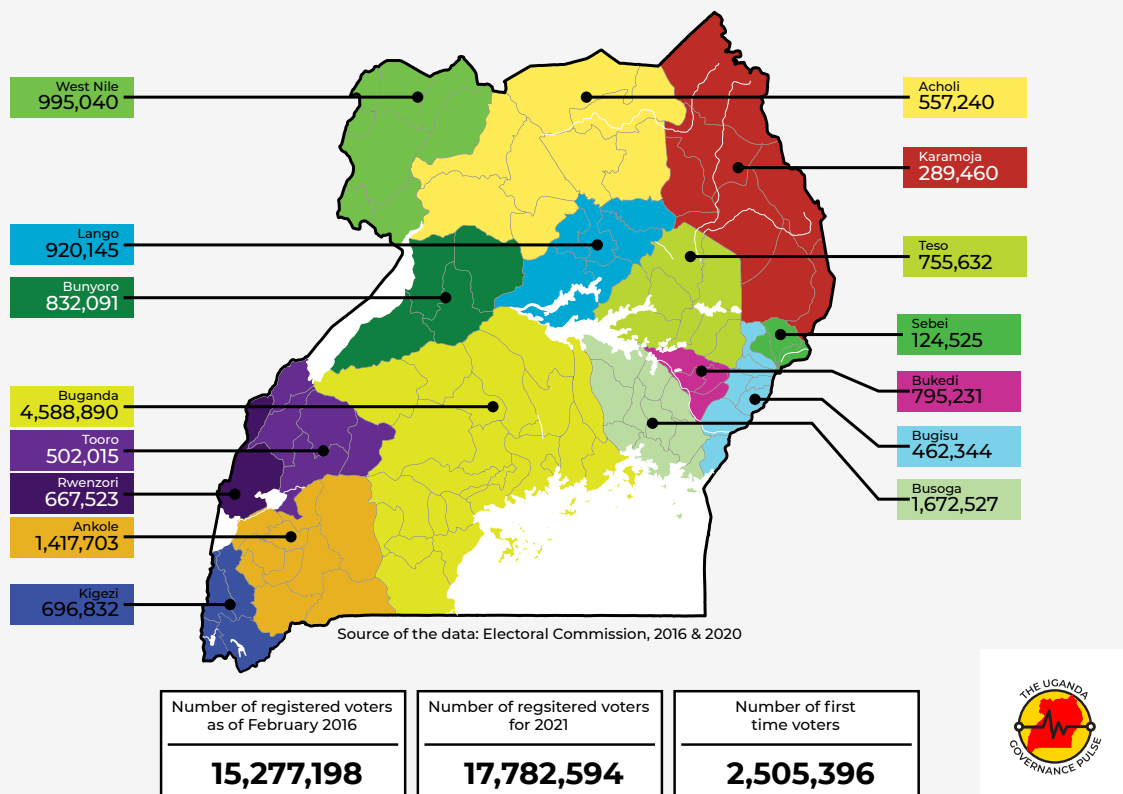 West Nile
995,040
Lango
920,145
Bunyoro
832,091
Buganda
4,588,890
Tooro
502,015
Rwenzori
667,523
Ankole
1,417,703
Kigezi
696,832
Acholi
557,240
Karamoja
289,460
Teso
755,632
Sebei
124,525
Bukedi
795,231
Bugisu
462,344
Busoga
1,672,527
Source of the data: Electoral Commission, 2016 & 2020
Number of registered voters
as of February 2016
15,277,198
Number of regsitered voters
for 2021
17,782,594
Number of first
time voters
2,505,396
THE UGANDA
GOVERNANCE PULSE